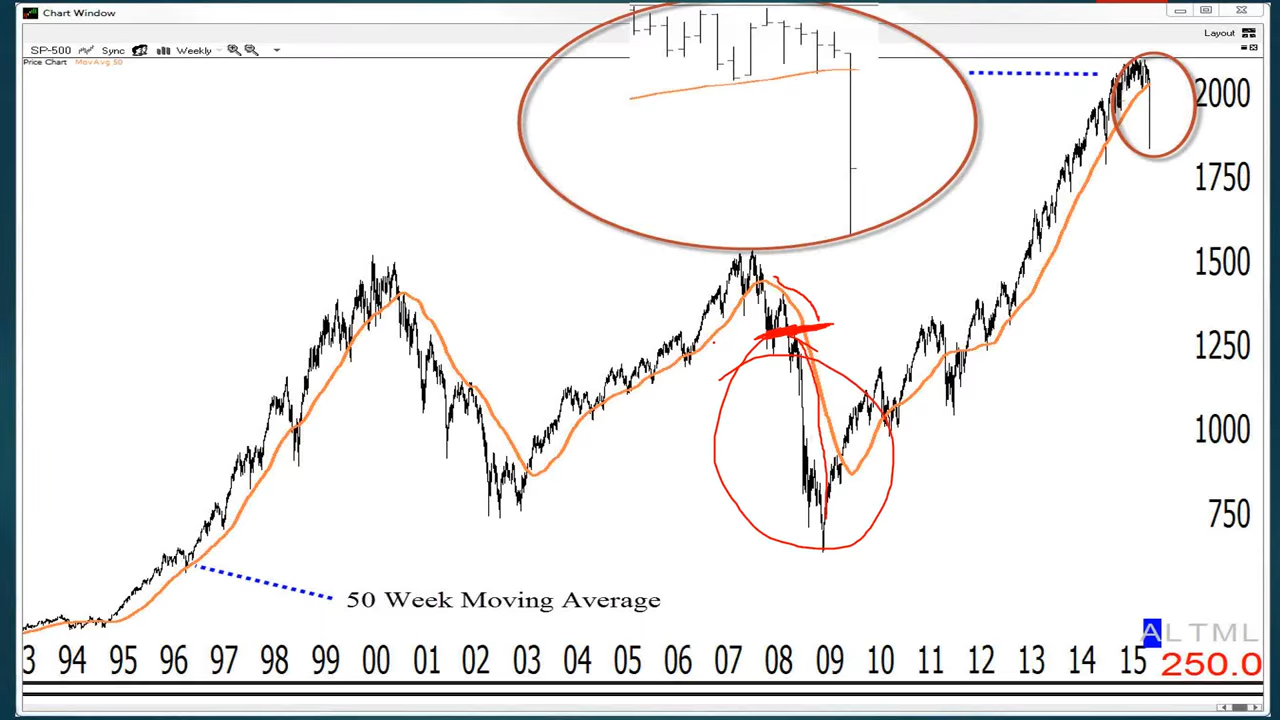 Chart Window
Layout
SP-500 Sync Weekly
Price Chart MovAvg 50
2000
1750
1500
1250
1000
750
50 Week Moving Average
ALTML
3 94 95 96 97 98 99 00 01 02 03 04 05 06 07 08 09 10 11 12 13 14 15 250.0